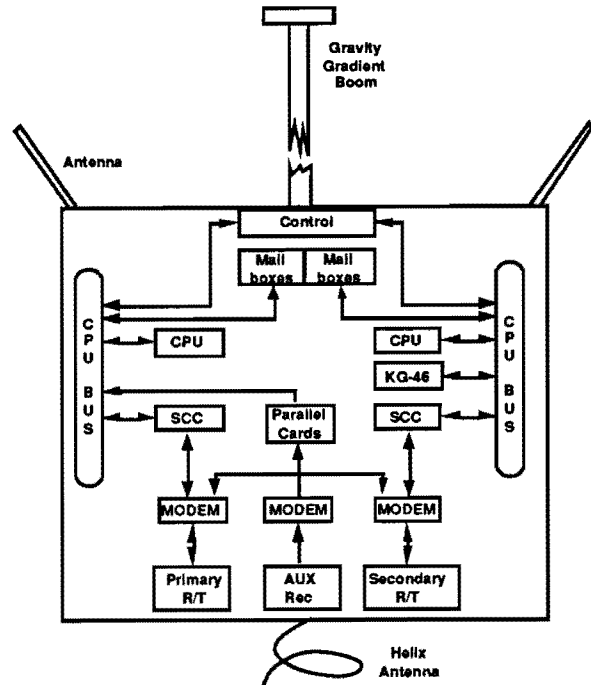 Gravity
Gradient
Boom
Antenna
Control
Mail
boxes
Mail
boxes
C
P
U
B
U
S
CPU
CPU
KG-46
C
P
U
B
U
S
SCC
Parallel
Cards
SCC
MODEM
MODEM
MODEM
Primary
R/T
AUX
Rec
Secondary
R/T
Helix
Antenna